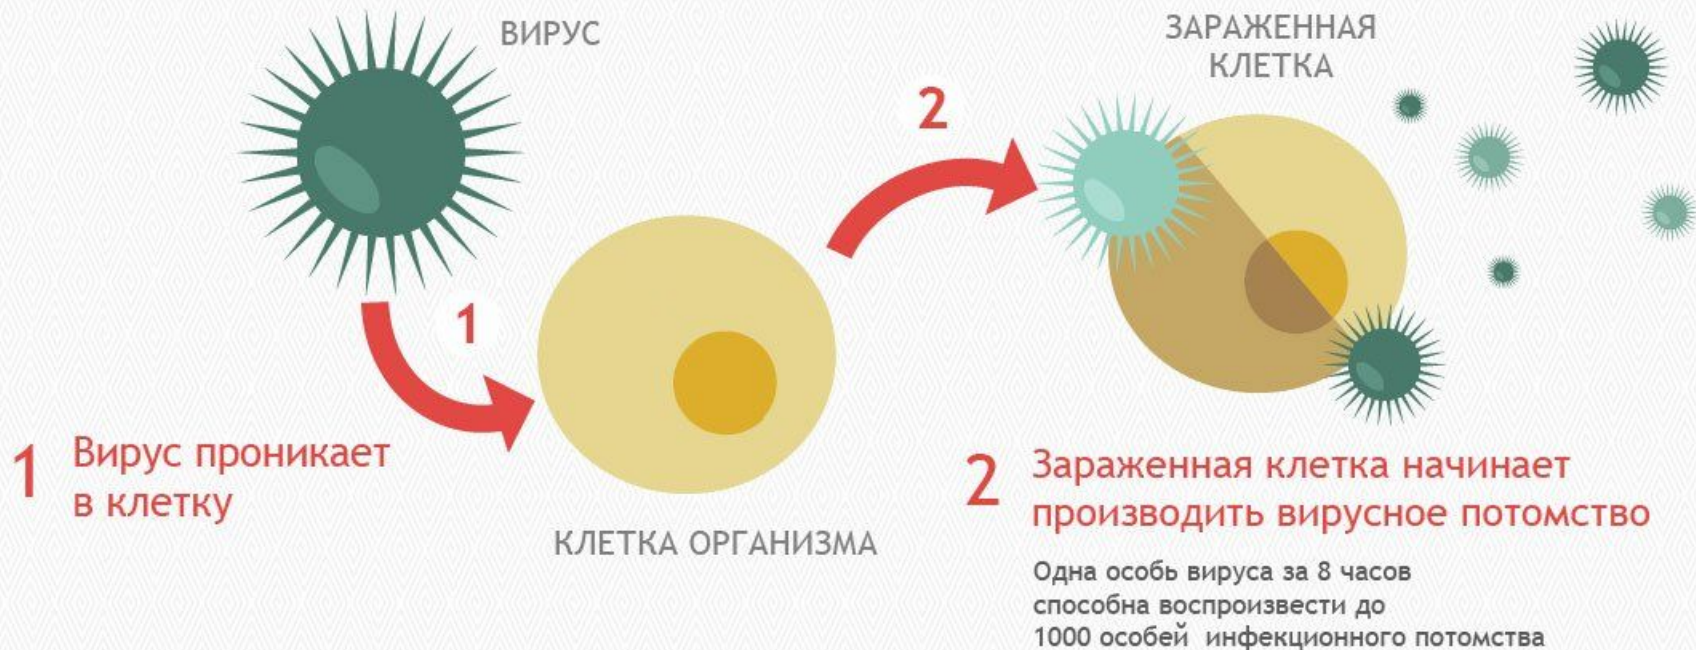 ВИРУС
ЗАРАЖЕННАЯ
КЛЕТКА
2
1
1 Вирус проникает
в клетку
КЛЕТКА ОРГАНИЗМА
2 Зараженная клетка начинает
производить вирусное потомство
Одна особь вируса за 8 часов
способна воспроизвести до
1000 особей инфекционного потомства